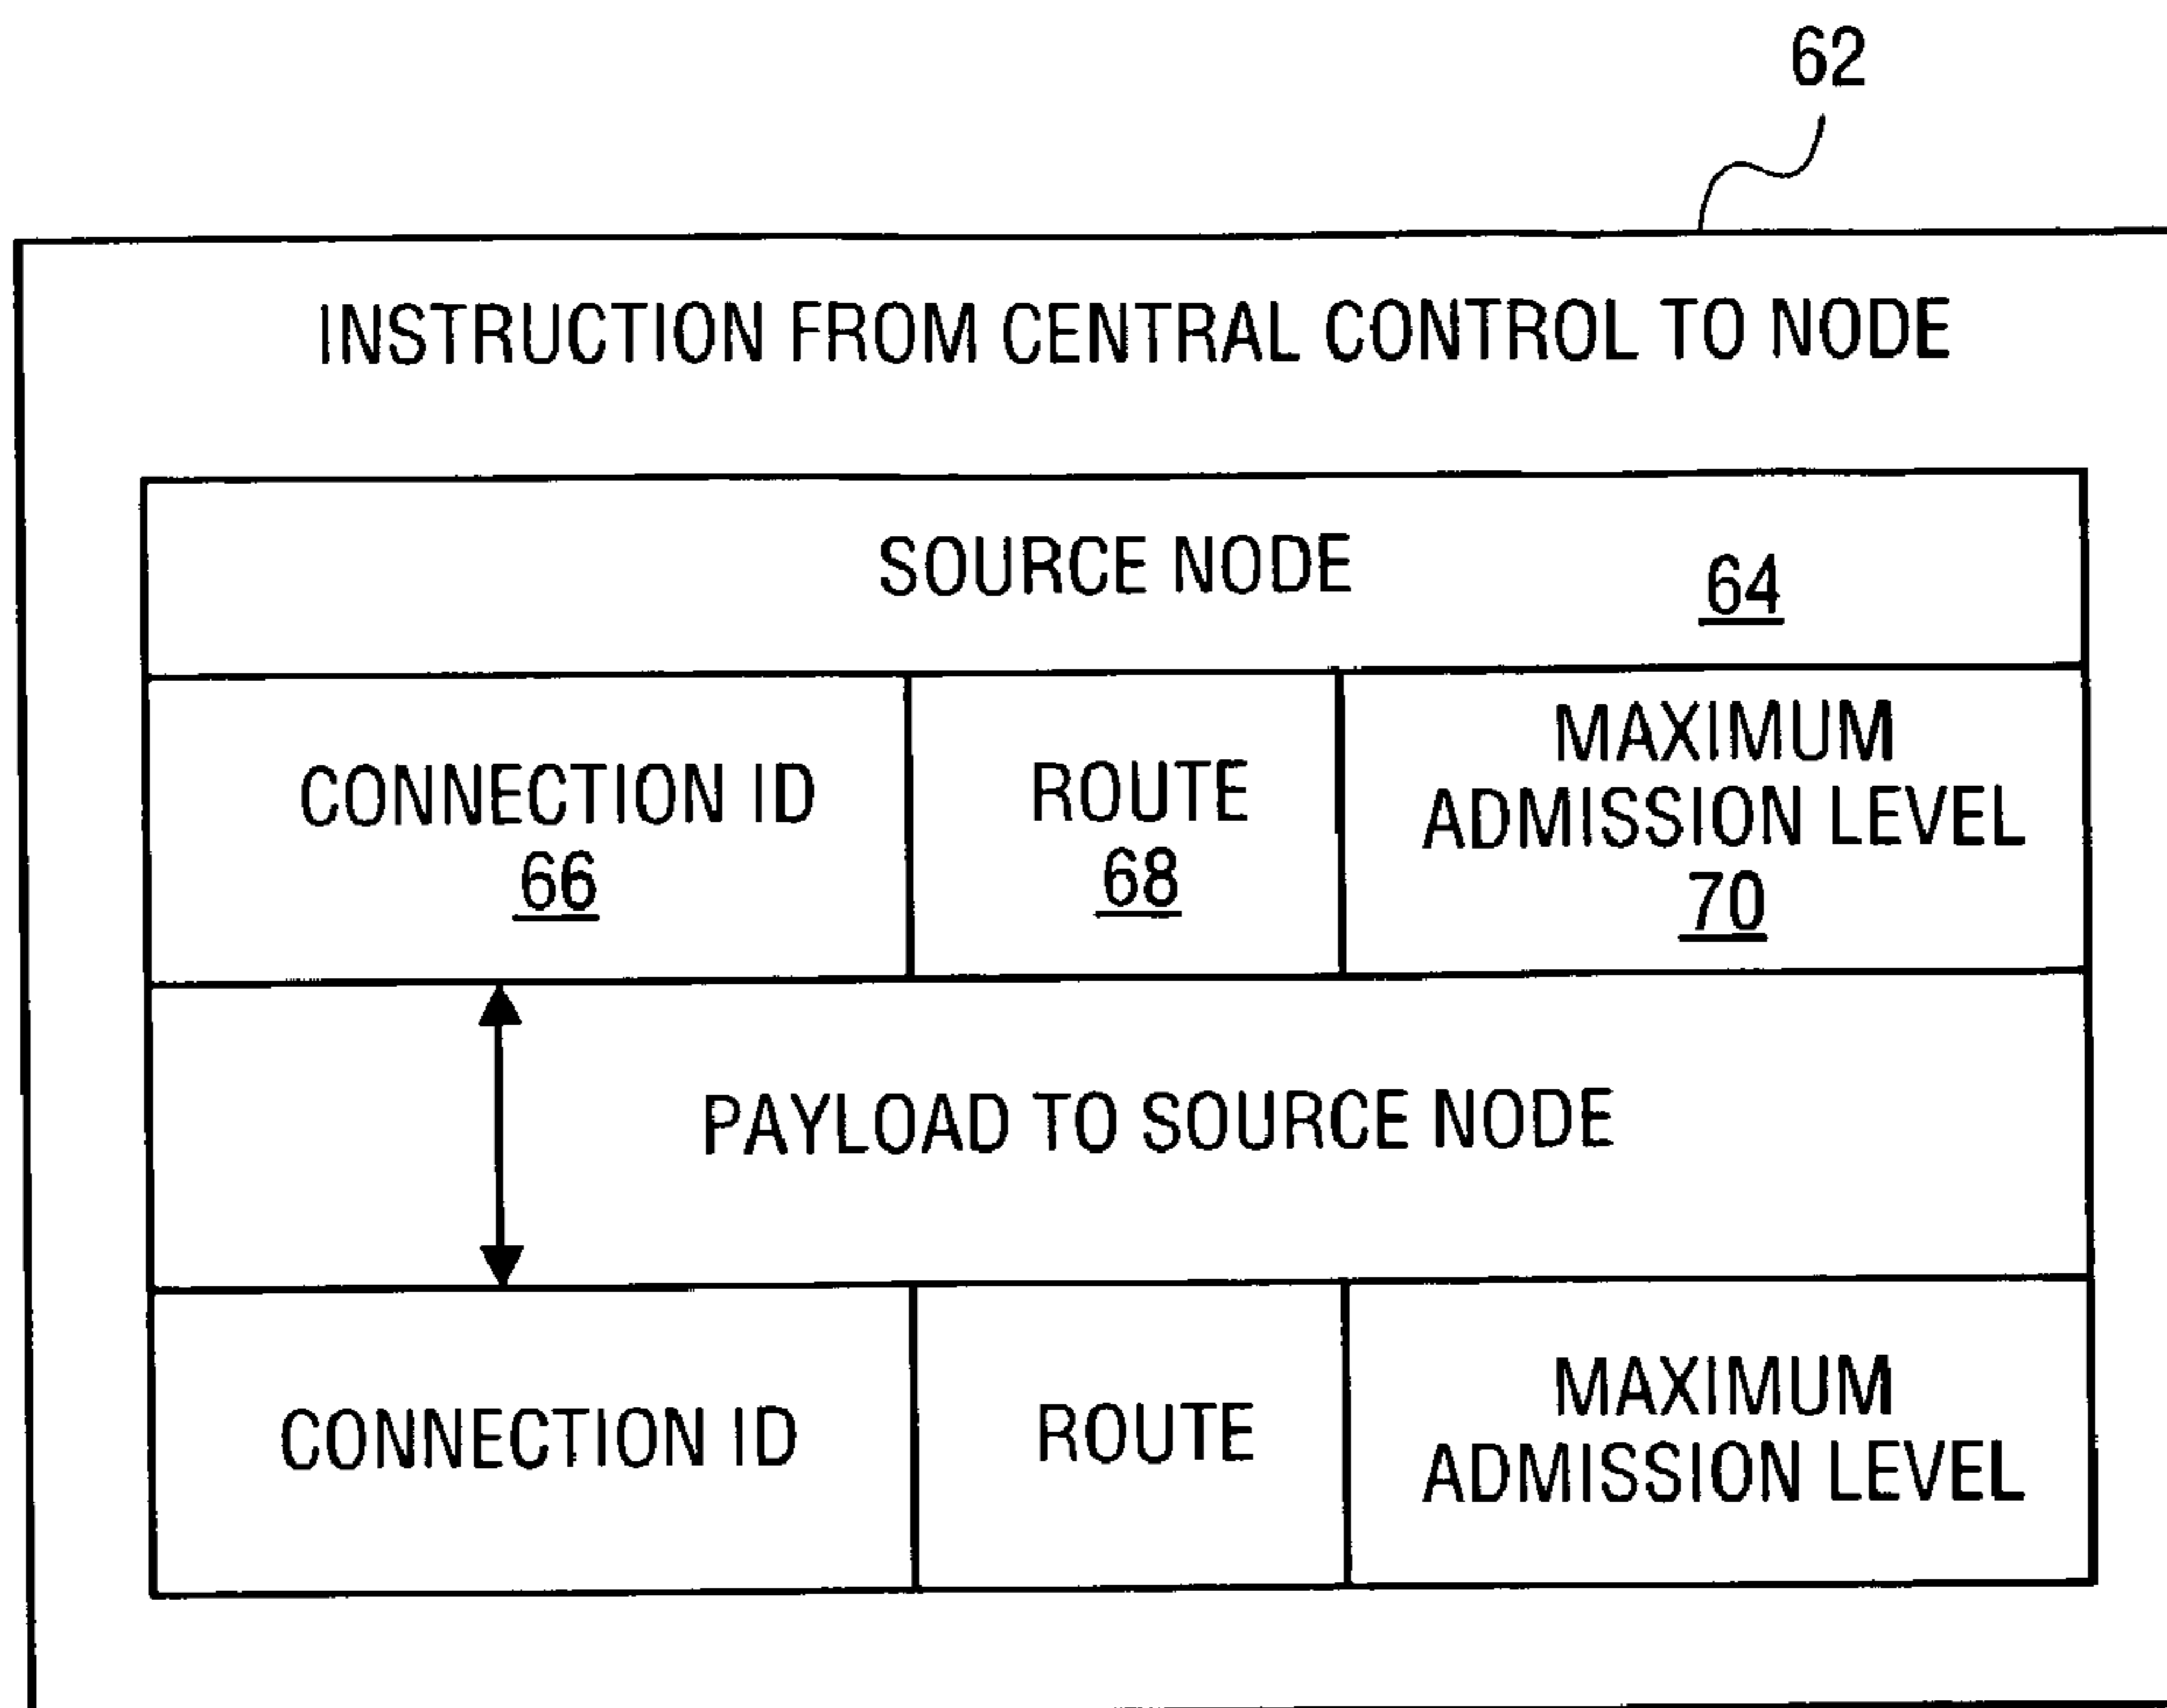 62
INSTRUCTION FROM CENTRAL CONTROL TO NODE
SOURCE NODE 64
CONNECTION ID
66
ROUTE
68
MAXIMUM
ADMISSION LEVEL
70
PAYLOAD TO SOURCE NODE
CONNECTION ID
ROUTE
MAXIMUM
ADMISSION LEVEL